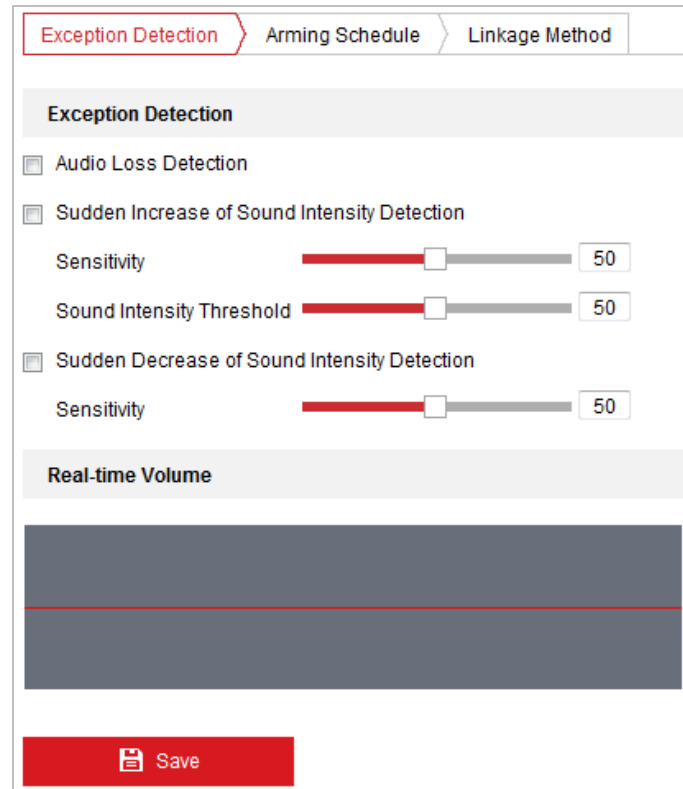 Exception Detection Arming Schedule Linkage Method
Exception Detection
Audio Loss Detection
Sudden Increase of Sound Intensity Detection
Sensitivity 50
Sound Intensity Threshold 50
Sudden Decrease of Sound Intensity Detection
Sensitivity 50
Real-time Volume
Save